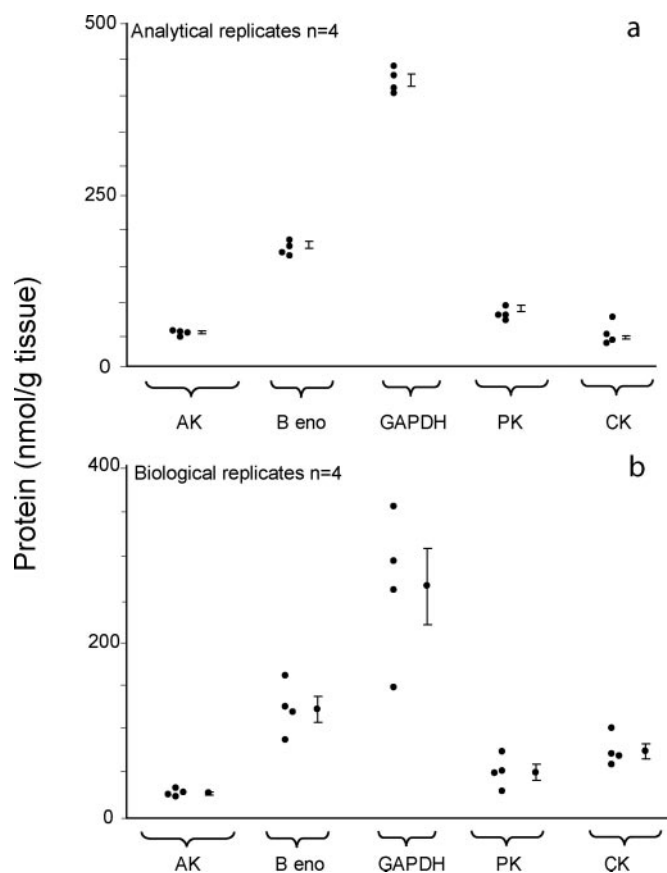 Analytical replicates n=4
a
500
250
0
AK B eno GAPDH PK CK
Protein (nmol/g tissue)
Biological replicates n=4
b
400
200
0
AK B eno GAPDH PK CK